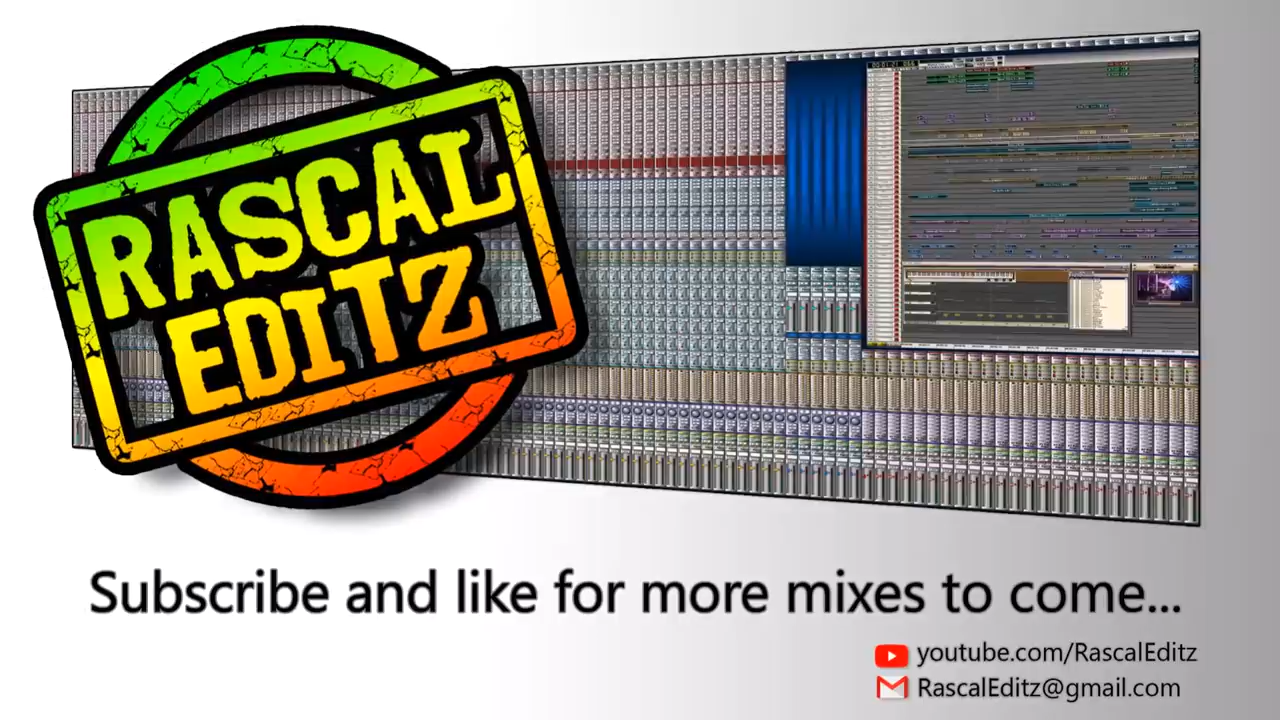 RASCAL
EDITZ
Subscribe and like for more mixes to come...
youtube.com/RascalEditz
RascalEditz@gmail.com